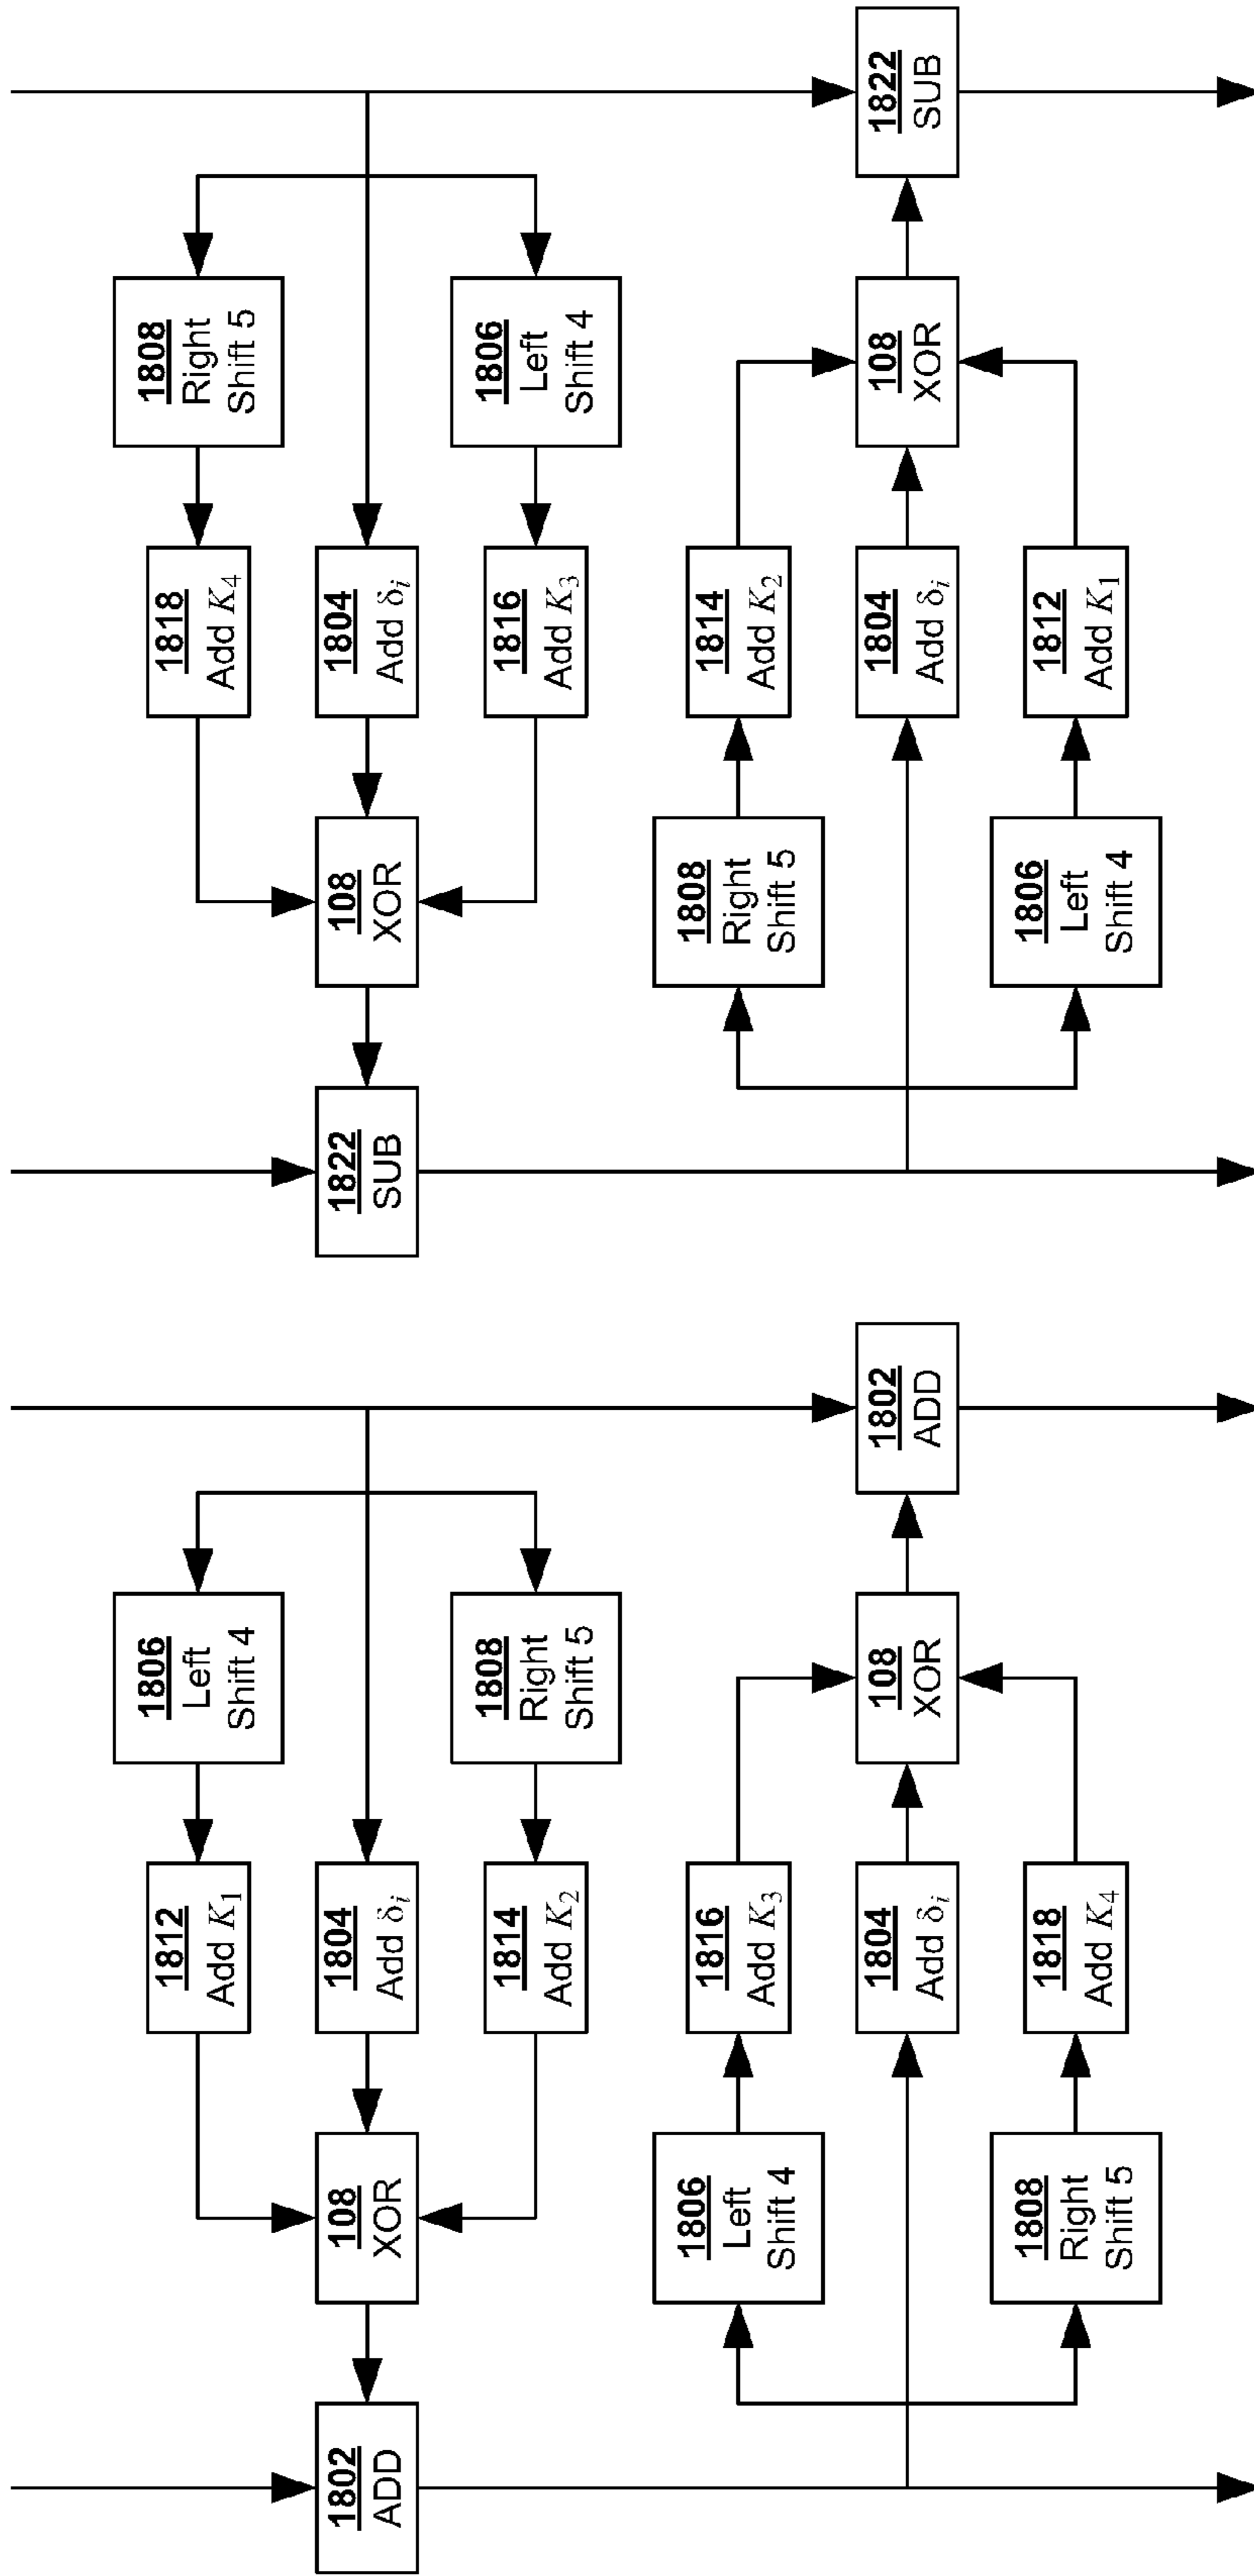 1812
Add K₁
1806
Left
Shift 4
1802
ADD
108
XOR
1804
Add δᵢ
1814
Add K₂
1808
Right
Shift 5
1806
Left
Shift 4
1816
Add K₃
1804
Add δᵢ
108
XOR
1802
ADD
1808
Right
Shift 5
1818
Add K₄
1818
Add K₄
1808
Right
Shift 5
1822
SUB
108
XOR
1804
Add δᵢ
1816
Add K₃
1806
Left
Shift 4
1808
Right
Shift 5
1814
Add K₂
1804
Add δᵢ
108
XOR
1822
SUB
1806
Left
Shift 4
1812
Add K₁